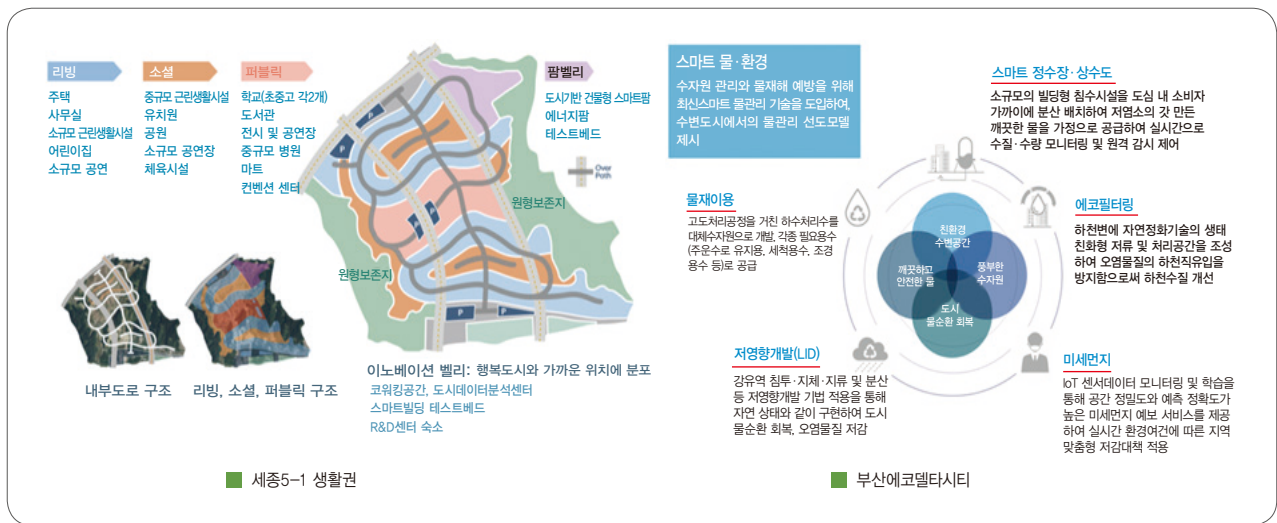 리빙
주택
사무실
소규모 근린생활시설
어린이집
소규모 공연
소셜
중규모 근린생활시설
유치원
공원
소규모 공연장
체육시설
퍼블릭
학교(초중고 각2개)
도서관
전시 및 공연장
중규모 병원
마트
컨벤션 센터
팜벨리
도시기반 건물형 스마트팜
에너지팜
테스트베드
Over
Path
원형보존지
원형보존지
P
P
P
P
P
내부도로 구조
리빙, 소셜, 퍼블릭 구조
이노베이션 벨리: 행복도시와 가까운 위치에 분포
코워킹공간, 도시데이터분석센터
스마트빌딩 테스트베드
R&D센터 숙소
세종5-1 생활권
스마트 물·환경
수자원 관리와 물재해 예방을 위해
최신스마트 물관리 기술을 도입하여,
수변도시에서의 물관리 선도모델
제시
스마트 정수장·상수도
소규모의 빌딩형 침수시설을 도심 내 소비자
가까이에 분산 배치하여 저염소의 갓 만든
깨끗한 물을 가정으로 공급하여 실시간으로
수질·수량 모니터링 및 원격 감시 제어
물재이용
고도처리공정을 거친 하수처리수를
대체수자원으로 개발, 각종 필요용수
(주운수로 유지용, 세척용수, 조경
용수 등)로 공급
에코필터링
하천변에 자연정화기술의 생태
친화형 저류 및 처리공간을 조성
하여 오염물질의 하천직유입을
방지함으로써 하천수질 개선
친환경
수변공간
깨끗하고
안전한 물
풍부한
수자원
도시
물순환 회복
저영향개발(LID)
강유역 침투·지체·지류 및 분산
등 저영향개발 기법 적용을 통해
자연 상태와 같이 구현하여 도시
물순환 회복, 오염물질 저감
미세먼지
IoT 센서데이터 모니터링 및 학습을
통해 공간 정밀도와 예측 정확도가
높은 미세먼지 예보 서비스를 제공
하여 실시간 환경여건에 따른 지역
맞춤형 저감대책 적용
부산에코델타시티